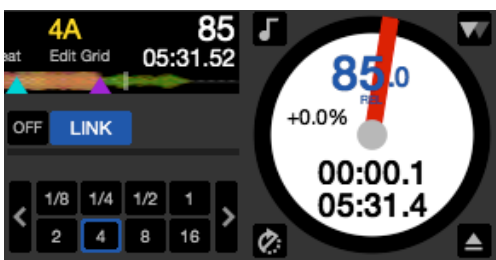 4A 85
eat Edit Grid 05:31.52
OFF LINK
1/8 1/4 1/2 1
2 4 8 16
85.0
+0.0%
00:00.1
05:31.4